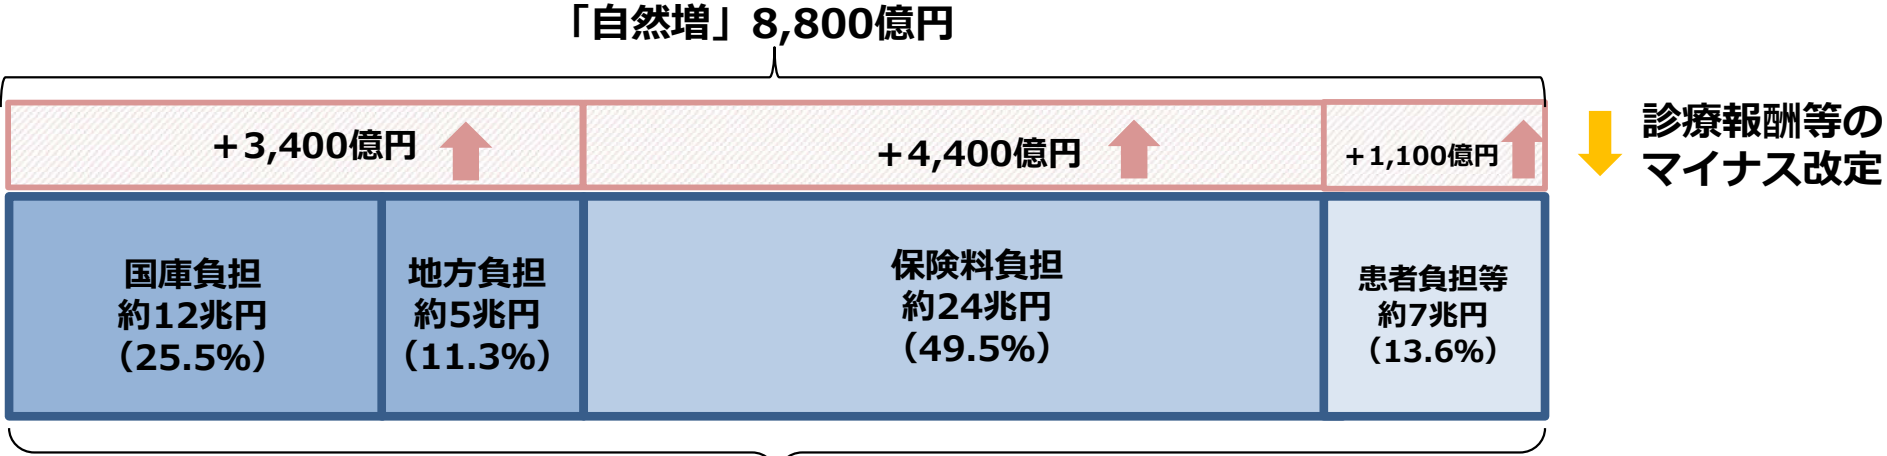 「自然増」8,800億円
+3,400億円
+4,400億円
+1,100億円
診療報酬等の
マイナス改定
国庫負担
約12兆円
（25.5%）
地方負担
約5兆円
（11.3%）
保険料負担
約24兆円
（49.5%）
患者負担等
約7兆円
（13.6%）